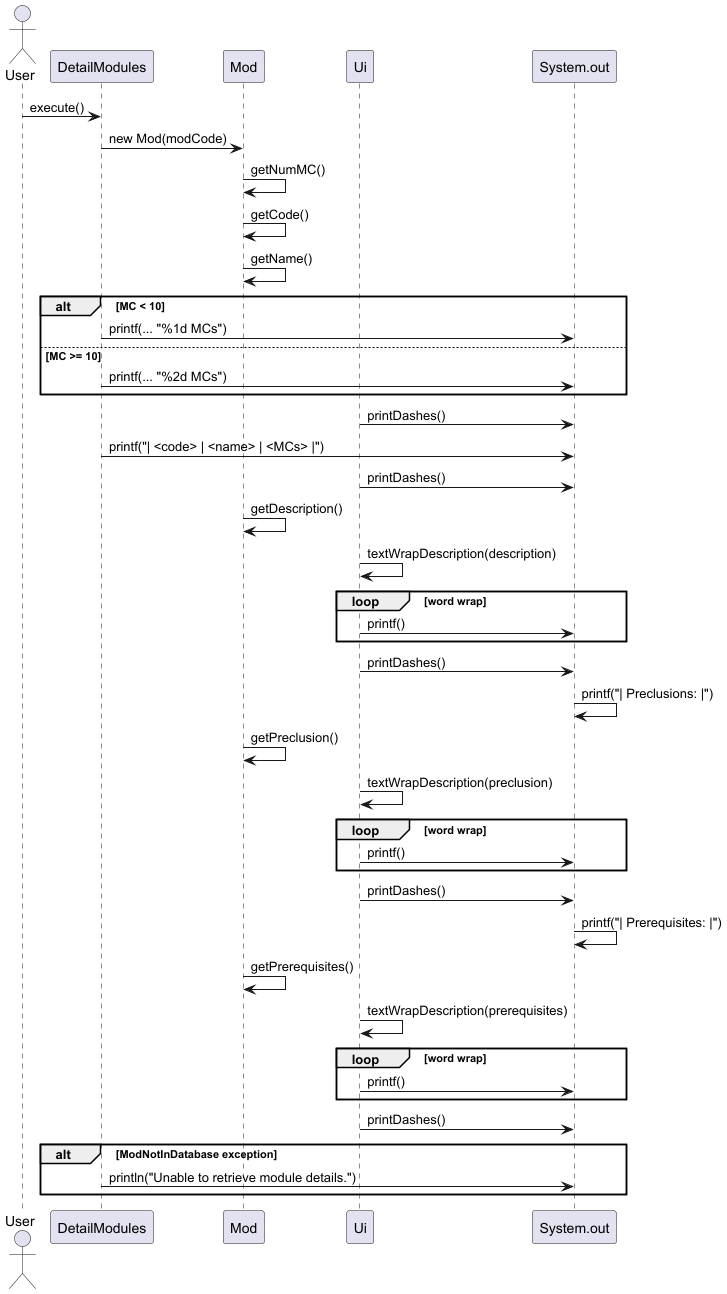 User
DetailModules
Mod
Ui
System.out
execute()
new Mod(modCode)
getNumMC()
getCode()
getName()
alt
[MC < 10]
printf(... "%1d MCs")
[MC >= 10]
printf(... "%2d MCs")
printDashes()
printf("| <code> | <name> | <MCs> |")
printDashes()
getDescription()
textWrapDescription(description)
loop
[word wrap]
printf()
printDashes()
printf("| Preclusions: |")
getPreclusion()
textWrapDescription(preclusion)
loop
[word wrap]
printf()
printDashes()
printf("| Prerequisites: |")
getPrerequisites()
textWrapDescription(prerequisites)
loop
[word wrap]
printf()
printDashes()
alt
[ModNotInDatabase exception]
println("Unable to retrieve module details.")
User
DetailModules
Mod
Ui
System.out